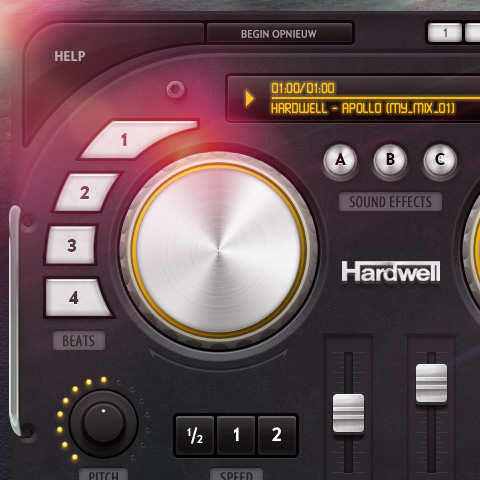 BEGIN OPNIEUW
1
HELP
01:00/01:00
HARDWELL - APOLLO (MY_MIX_01)
1
A B C
2
SOUND EFFECTS
3
Hardwell
4
BEATS
1/2 1 2
PITCH
SPEED